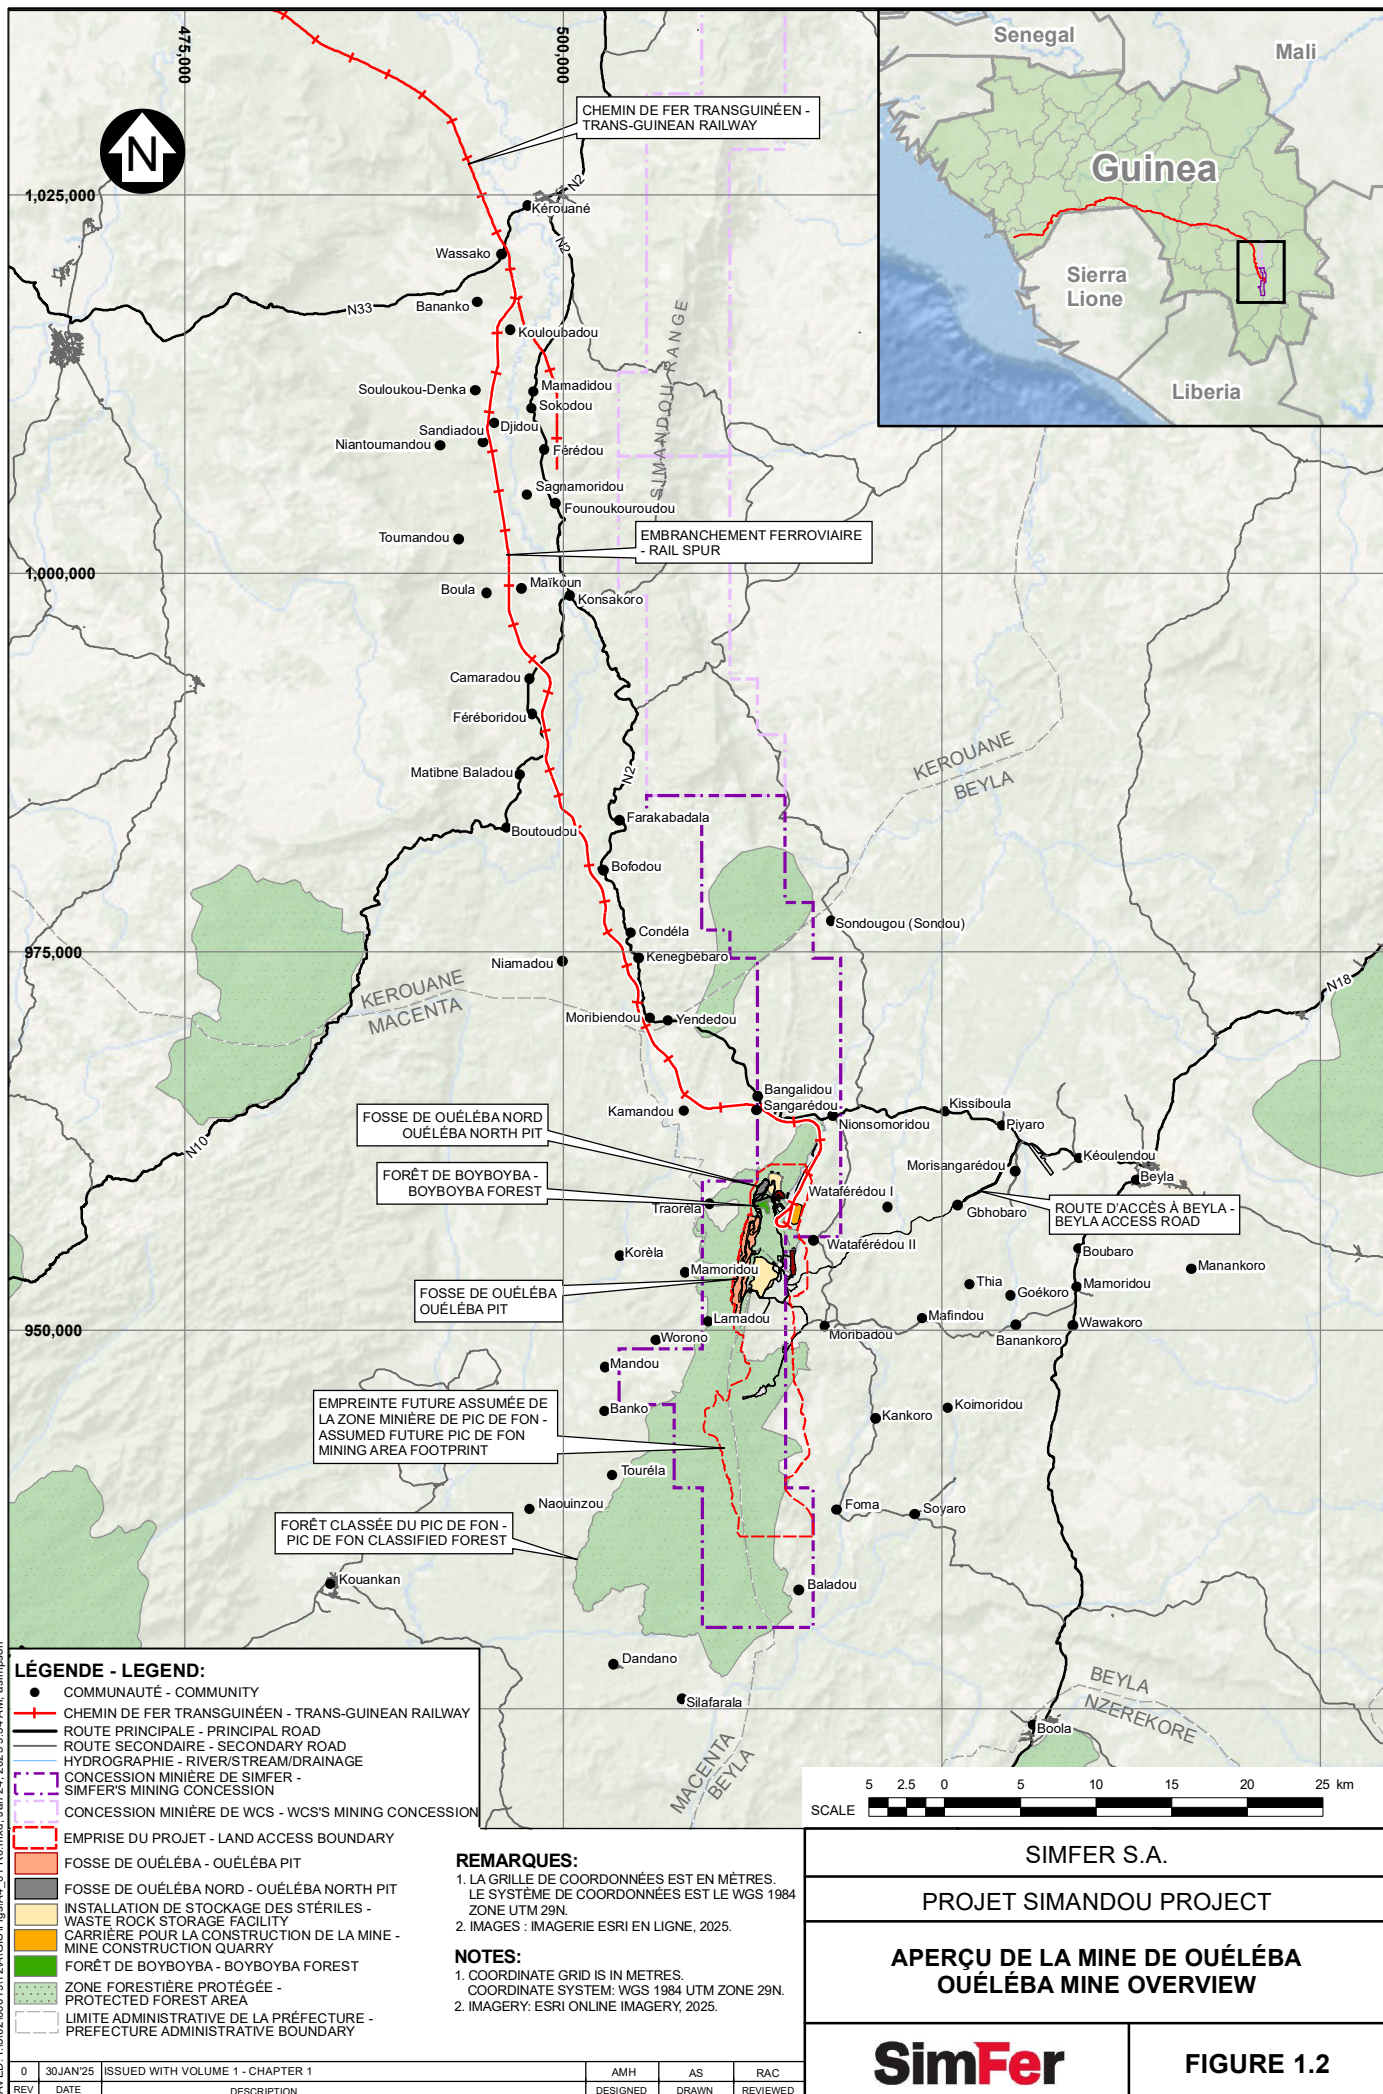 475,000
500,000
Senegal
Mali
Guinea
Sierra
Lione
Liberia
CHEMIN DE FER TRANSGUINÉEN -
TRANS-GUINEAN RAILWAY
N
1,025,000
N2
Kérouané
N2
Wassako
Bananko
N33
Kouloubadou
SIMANDOU RANGE
Souloukou-Denka
Mamadidou
Sokodou
Djidou
Sandiadou
Niantoumandou
Férédou
Sagnamoridou
Founoukouroudou
Toumandou
EMBRANCHEMENT FERROVIAIRE
- RAIL SPUR
1,000,000
Boula
Maïkoun
Konsakoro
Camaradou
Féréboridou
KEROUANE
BEYLA
Matibne Baladou
N2
Farakabadala
Boutoudou
Bofodou
Sondougou (Sondou)
Condéla
975,000
Niamadou
Kenegbèbaro
KEROUANE
MACENTA
N18
Moribiendou
Yendedou
Bangalidou
Sangarédou
Kamandou
Nionsomoridou
Kissiboula
Piyaro
FOSSE DE OUÉLÉBA NORD
OUÉLÉBA NORTH PIT
N10
Kéoulendou
Morisangarédou
Beyla
FORÊT DE BOYBOYBA -
BOYBOYBA FOREST
Traoréla
Wataférédou I
Gbhobaro
ROUTE D'ACCÈS À BEYLA -
BEYLA ACCESS ROAD
Korèla
Wataférédou II
Boubaro
Manankoro
Mamoridou
Thia
Goékoro
Mamoridou
FOSSE DE OUÉLÉBA
OUÉLÉBA PIT
950,000
Lamadou
Moribadou
Mafindou
Banankoro
Wawakoro
Worono
Mandou
Banko
EMPREINTE FUTURE ASSUMÉE DE
LA ZONE MINIÈRE DE PIC DE FON -
ASSUMED FUTURE PIC DE FON
MINING AREA FOOTPRINT
Kankoro
Koimoridou
Touréla
Naouinzou
Foma
Soyaro
FORÊT CLASSÉE DU PIC DE FON -
PIC DE FON CLASSIFIED FOREST
Kouankan
Baladou
Dandano
Silafarala
BEYLA
NZEREKORE
Boola
MACENTA
BEYLA
LÉGENDE - LEGEND:
COMMUNAUTÉ - COMMUNITY
CHEMIN DE FER TRANSGUINÉEN - TRANS-GUINEAN RAILWAY
ROUTE PRINCIPALE - PRINCIPAL ROAD
ROUTE SECONDAIRE - SECONDARY ROAD
HYDROGRAPHIE - RIVER/STREAM/DRAINAGE
CONCESSION MINIÈRE DE SIMFER -
SIMFER'S MINING CONCESSION
CONCESSION MINIÈRE DE WCS - WCS'S MINING CONCESSION
EMPRISE DU PROJET - LAND ACCESS BOUNDARY
FOSSE DE OUÉLÉBA - OUÉLÉBA PIT
FOSSE DE OUÉLÉBA NORD - OUÉLÉBA NORTH PIT
INSTALLATION DE STOCKAGE DES STÉRILES -
WASTE ROCK STORAGE FACILITY
CARRIÈRE POUR LA CONSTRUCTION DE LA MINE -
MINE CONSTRUCTION QUARRY
FORÊT DE BOYBOYBA - BOYBOYBA FOREST
ZONE FORESTIÈRE PROTÉGÉE -
PROTECTED FOREST AREA
LIMITE ADMINISTRATIVE DE LA PRÉFECTURE -
PREFECTURE ADMINISTRATIVE BOUNDARY
REMARQUES:
1. LA GRILLE DE COORDONNÉES EST EN MÈTRES.
LE SYSTÈME DE COORDONNÉES EST LE WGS 1984
ZONE UTM 29N.
2. IMAGES : IMAGERIE ESRI EN LIGNE, 2025.
NOTES:
1. COORDINATE GRID IS IN METRES.
COORDINATE SYSTEM: WGS 1984 UTM ZONE 29N.
2. IMAGERY: ESRI ONLINE IMAGERY, 2025.
5 2.5 0 5 10 15 20 25 km
SCALE
SIMFER S.A.
PROJET SIMANDOU PROJECT
APERÇU DE LA MINE DE OUÉLÉBA
OUÉLÉBA MINE OVERVIEW
SimFer
FIGURE 1.2
0 30JAN'25 ISSUED WITH VOLUME 1 - CHAPTER 1 AMH AS RAC
REV DATE DESCRIPTION DESIGNED DRAWN REVIEWED